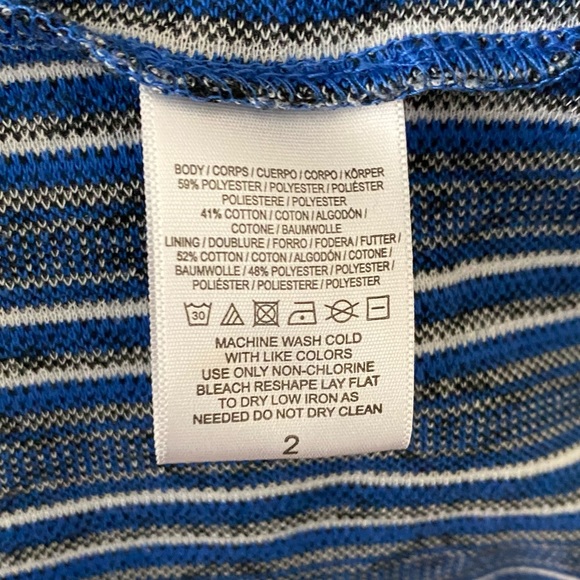 BODY / CORPS / CUERPO / CORPO / KÖRPER
59% POLYESTER / POLYESTER / POLIÉSTER
POLIESTERE / POLYESTER
41% COTTON / COTON / ALGODÓN /
COTONE / BAUMWOLLE
LINING / DOUBLURE / FORRO / FODERA / FUTTER /
52% COTTON / COTON / ALGODÓN / COTONE /
BAUMWOLLE / 48% POLYESTER / POLYESTER /
POLIÉSTER / POLIESTERE / POLYESTER
30
MACHINE WASH COLD
WITH LIKE COLORS
USE ONLY NON-CHLORINE
BLEACH RESHAPE LAY FLAT
TO DRY LOW IRON AS
NEEDED DO NOT DRY CLEAN
2